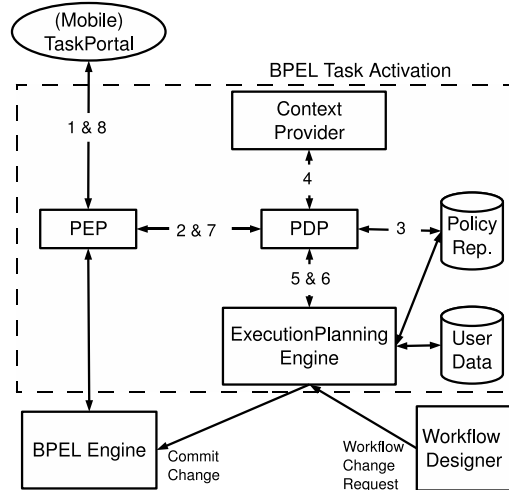 (Mobile)
TaskPortal
BPEL Task Activation
Context
Provider
1 & 8
4
PEP
2 & 7
PDP
3
Policy
Rep.
5 & 6
ExecutionPlanning
Engine
User
Data
BPEL Engine
Commit
Change
Workflow
Change
Request
Workflow
Designer